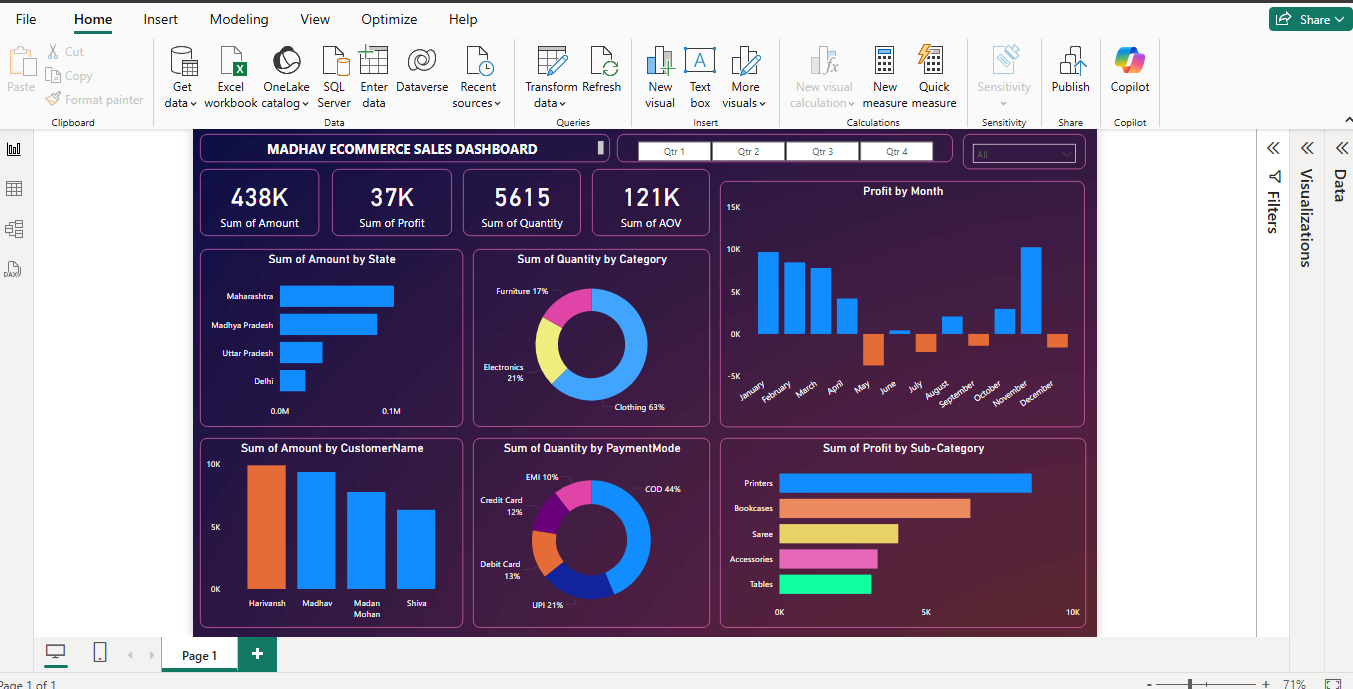 File Home Insert Modeling View Optimize Help Share
Paste
Cut
Copy
Format painter
Clipboard
Get
data
Excel
workbook
OneLake
catalog
SQL
Server
Enter
data
Dataverse
Recent
sources
Data
Transform
data
Refresh
Queries
New
visual
Text
box
More
visuals
Insert
New visual
calculation
New
measure
Quick
measure
Calculations
Sensitivity
Sensitivity
Publish
Share
Copilot
Copilot
MADHAV ECOMMERCE SALES DASHBOARD
Qtr 1 Qtr 2 Qtr 3 Qtr 4
All
438K
Sum of Amount
37K
Sum of Profit
5615
Sum of Quantity
121K
Sum of AOV
Profit by Month
15K
10K
5K
0K
-5K
January February March April May June July August September October November December
Sum of Amount by State
Maharashtra
Madhya Pradesh
Uttar Pradesh
Delhi
0.0M 0.1M
Sum of Quantity by Category
Furniture 17%
Electronics
21%
Clothing 63%
Sum of Amount by CustomerName
10K
5K
0K
Harivansh Madhav Madan
Mohan Shiva
Sum of Quantity by PaymentMode
EMI 10%
COD 44%
Credit Card
12%
Debit Card
13%
UPI 21%
Sum of Profit by Sub-Category
Printers
Bookcases
Saree
Accessories
Tables
0K 5K 10K
Filters
Visualizations
Data
DAX
Page 1
Page 1 of 1
- + 71%